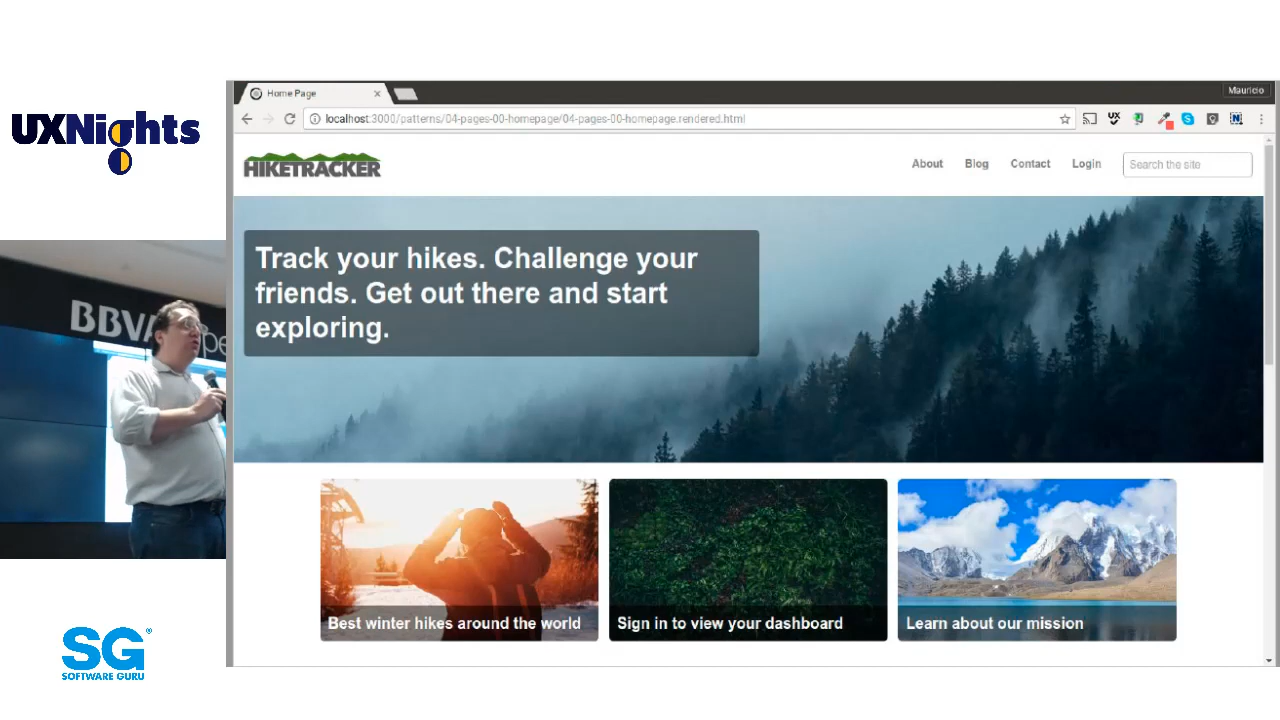 UXNights
BBVA
SG
®
SOFTWARE GURU
Home Page
Mauricio
localhost:3000/patterns/04-pages-00-homepage/04-pages-00-homepage.rendered.html
UX
N
HIKETRACKER
About
Blog
Contact
Login
Search the site
Track your hikes. Challenge your
friends. Get out there and start
exploring.
Best winter hikes around the world
Sign in to view your dashboard
Learn about our mission